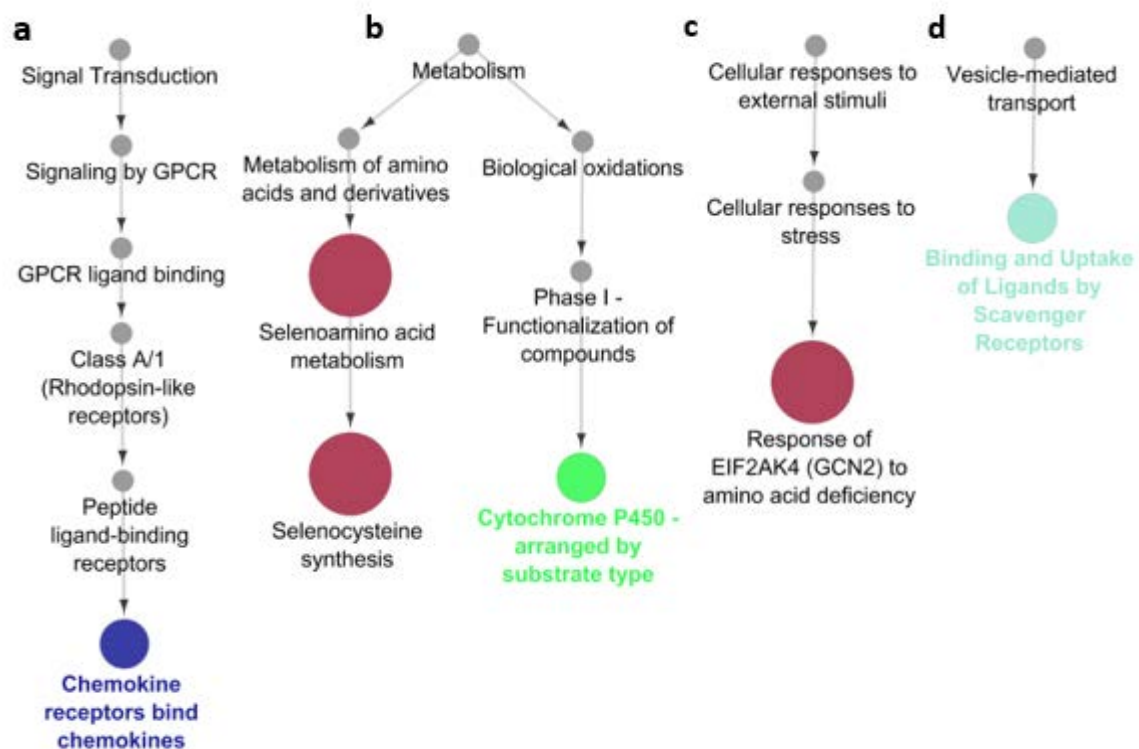 a
Signal Transduction
Signaling by GPCR
GPCR ligand binding
Class A/1
(Rhodopsin-like
receptors)
Peptide
ligand-binding
receptors
Chemokine
receptors bind
chemokines
b
Metabolism
Metabolism of amino
acids and derivatives
Selenoamino acid
metabolism
Selenocysteine
synthesis
Biological oxidations
Phase I -
Functionalization of
compounds
Cytochrome P450 -
arranged by
substrate type
c
Cellular responses to
external stimuli
Cellular responses to
stress
Response of
EIF2AK4 (GCN2) to
amino acid deficiency
d
Vesicle-mediated
transport
Binding and Uptake
of Ligands by
Scavenger
Receptors